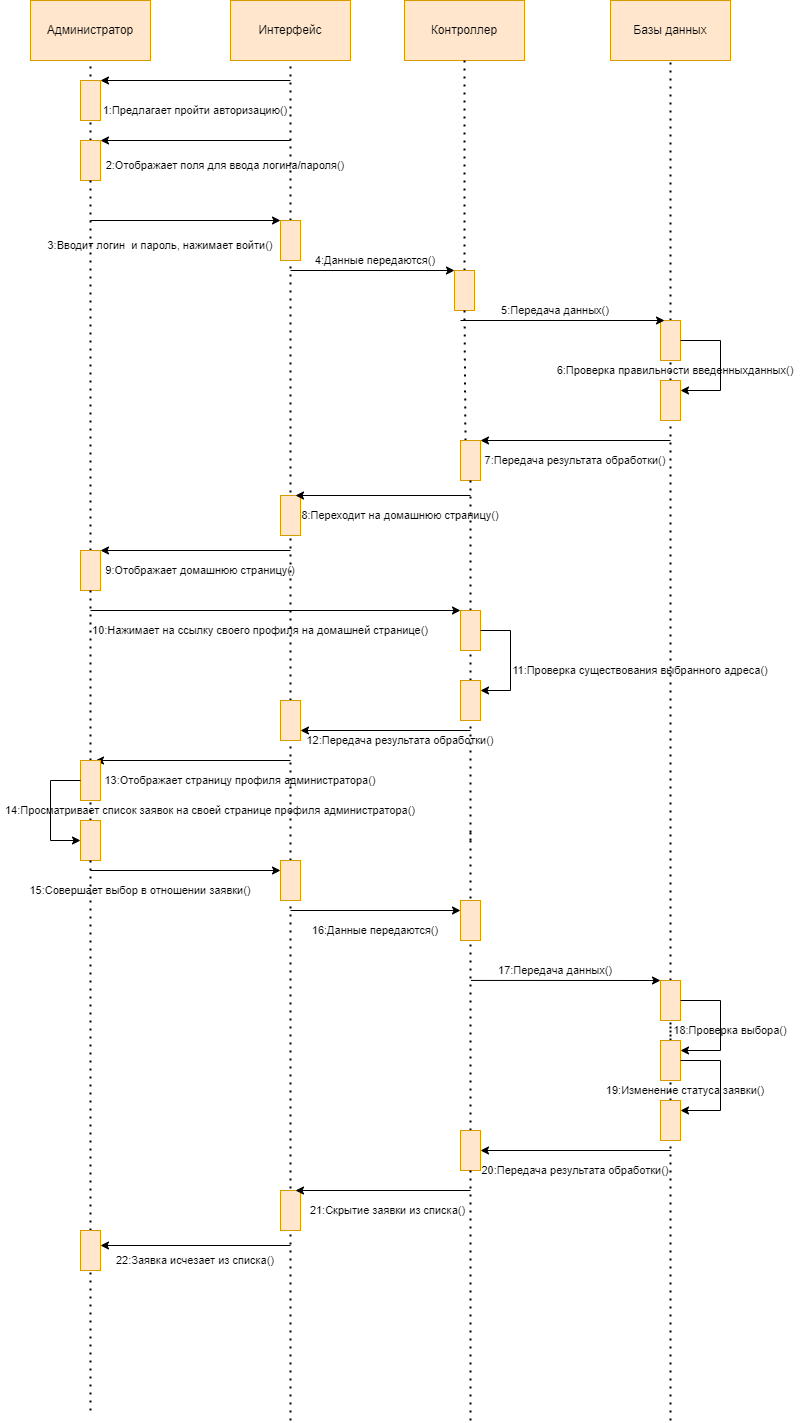 Администратор
Интерфейс
Контроллер
Базы данных
1:Предлагает пройти авторизацию()
2:Отображает поля для ввода логина/пароля()
3:Вводит логин и пароль, нажимает войти()
4:Данные передаются()
5:Передача данных()
6:Проверка правильности введенныхданных()
7:Передача результата обработки()
8:Переходит на домашнюю страницу()
9:Отображает домашнюю страницу()
10:Нажимает на ссылку своего профиля на домашней странице()
11:Проверка существования выбранного адреса()
12:Передача результата обработки()
13:Отображает страницу профиля администратора()
14:Просматривает список заявок на своей странице профиля администратора()
15:Совершает выбор в отношении заявки()
16:Данные передаются()
17:Передача данных()
18:Проверка выбора()
19:Изменение статуса заявки()
20:Передача результата обработки()
21:Скрытие заявки из списка()
22:Заявка исчезает из списка()